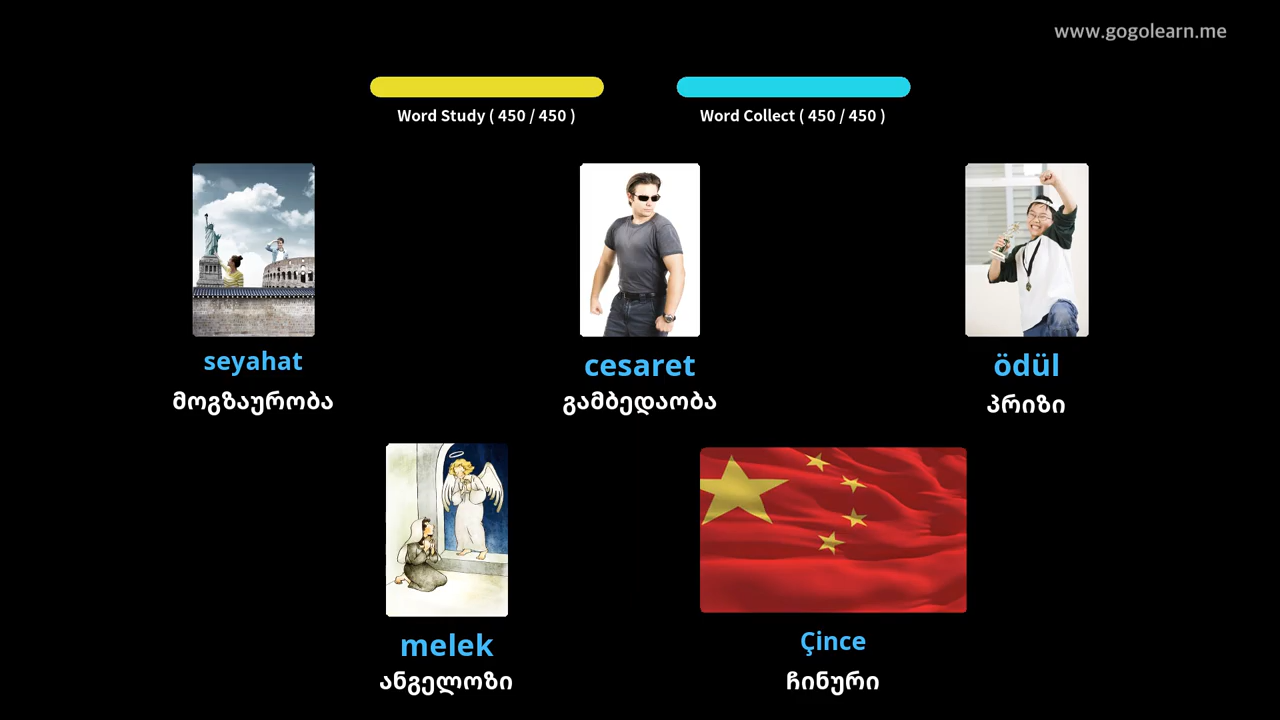 www.gogolearn.me
Word Study ( 450 / 450 )
Word Collect ( 450 / 450 )
seyahat
მოგზაურობა
cesaret
გამბედაობა
ödül
პრიზი
melek
ანგელოზი
Çince
ჩინური